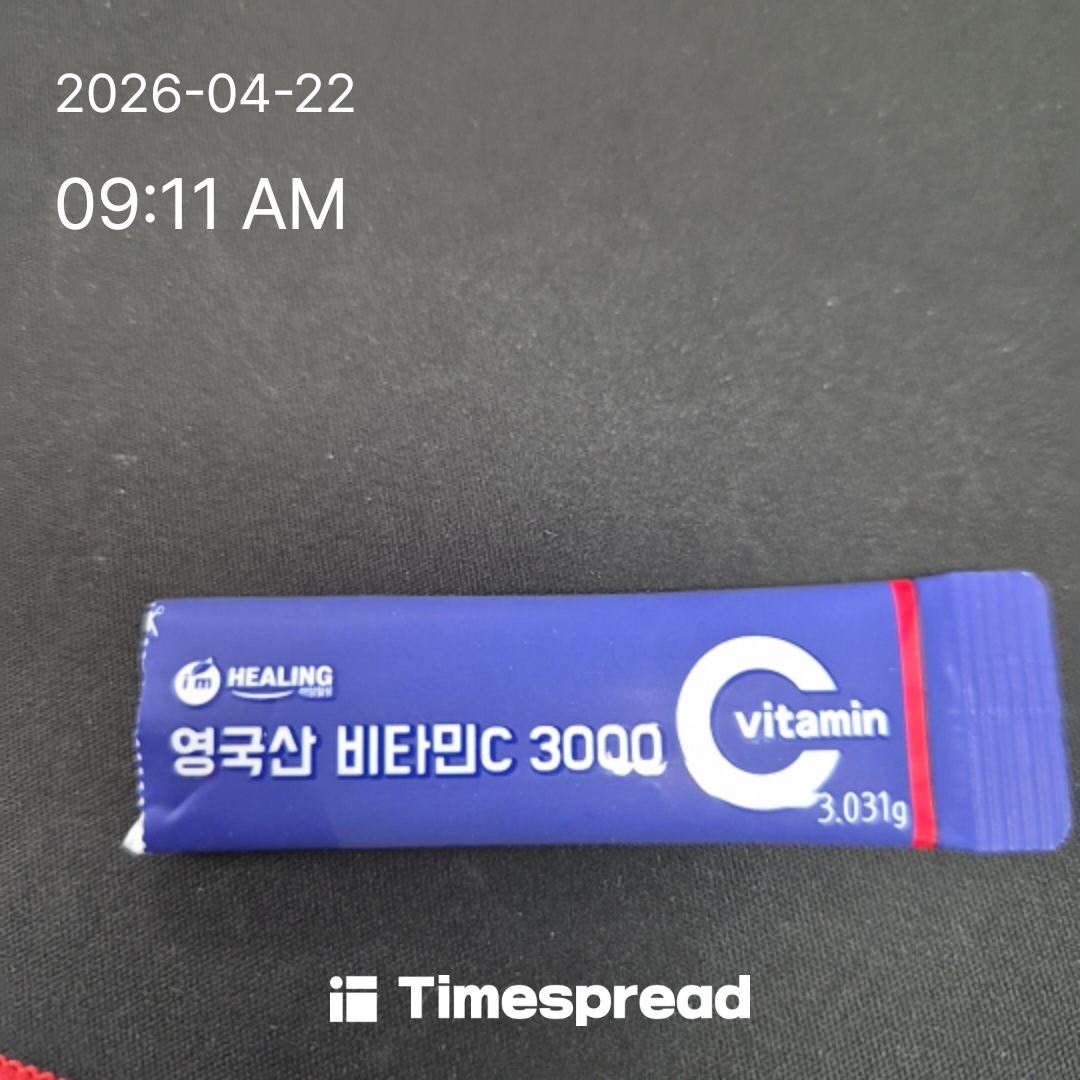 2026-04-22
09:11 AM
i'm HEALING
영국산 비타민C 3000
C
vitamin
3.031g
Timespread